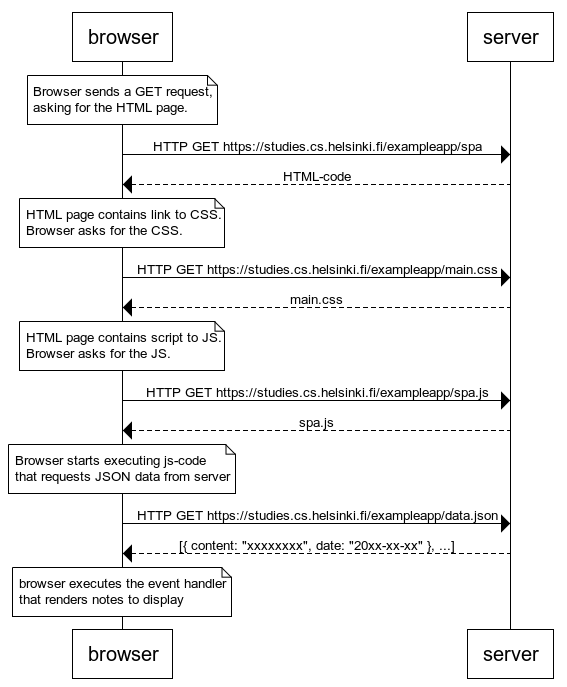 browser
server
Browser sends a GET request,
asking for the HTML page.
HTTP GET https://studies.cs.helsinki.fi/exampleapp/spa
HTML-code
HTML page contains link to CSS.
Browser asks for the CSS.
HTTP GET https://studies.cs.helsinki.fi/exampleapp/main.css
main.css
HTML page contains script to JS.
Browser asks for the JS.
HTTP GET https://studies.cs.helsinki.fi/exampleapp/spa.js
spa.js
Browser starts executing js-code
that requests JSON data from server
HTTP GET https://studies.cs.helsinki.fi/exampleapp/data.json
[{ content: "xxxxxxxx", date: "20xx-xx-xx" }, ...]
browser executes the event handler
that renders notes to display
browser
server